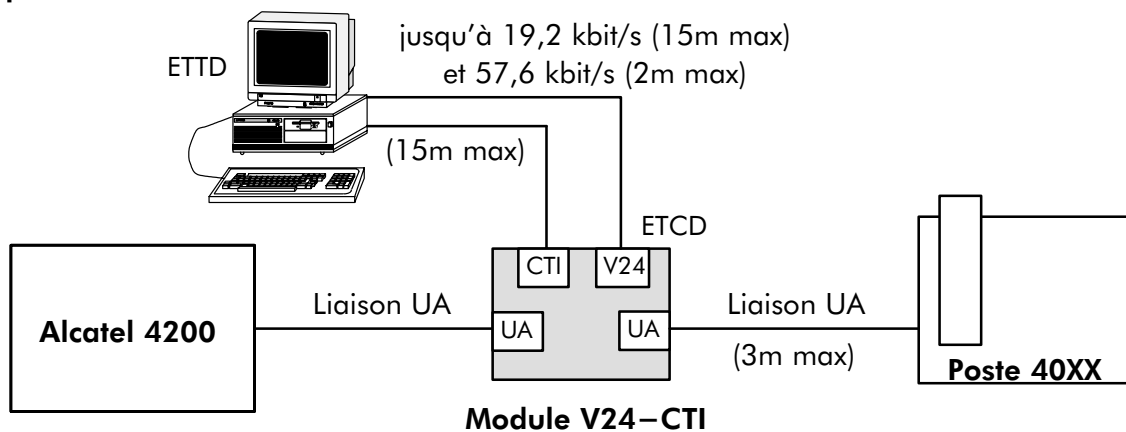 jusqu'à 19,2 kbit/s (15m max)
et 57,6 kbit/s (2m max)
ETTD
(15m max)
ETCD
CTI
V24
Liaison UA
Liaison UA
Alcatel 4200
UA
UA
(3m max)
Poste 40XX
Module V24–CTI